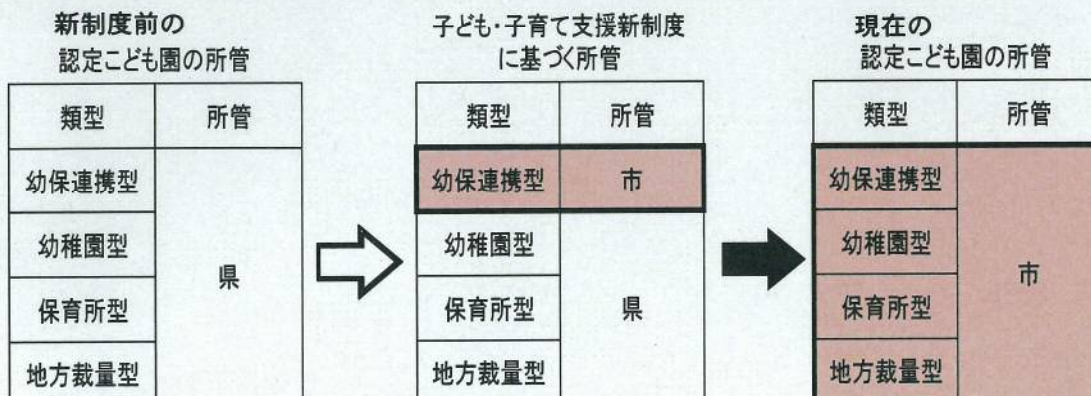 新制度前の
認定こども園の所管
類型 所管
幼保連携型
幼稚園型
保育所型
地方裁量型
県
子ども・子育て支援新制度
に基づく所管
類型 所管
幼保連携型 市
幼稚園型
保育所型
地方裁量型
県
現在の
認定こども園の所管
類型 所管
幼保連携型
幼稚園型
保育所型
地方裁量型
市